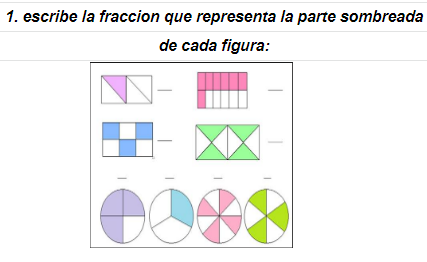 1. escribe la fraccion que representa la parte sombreada
de cada figura: